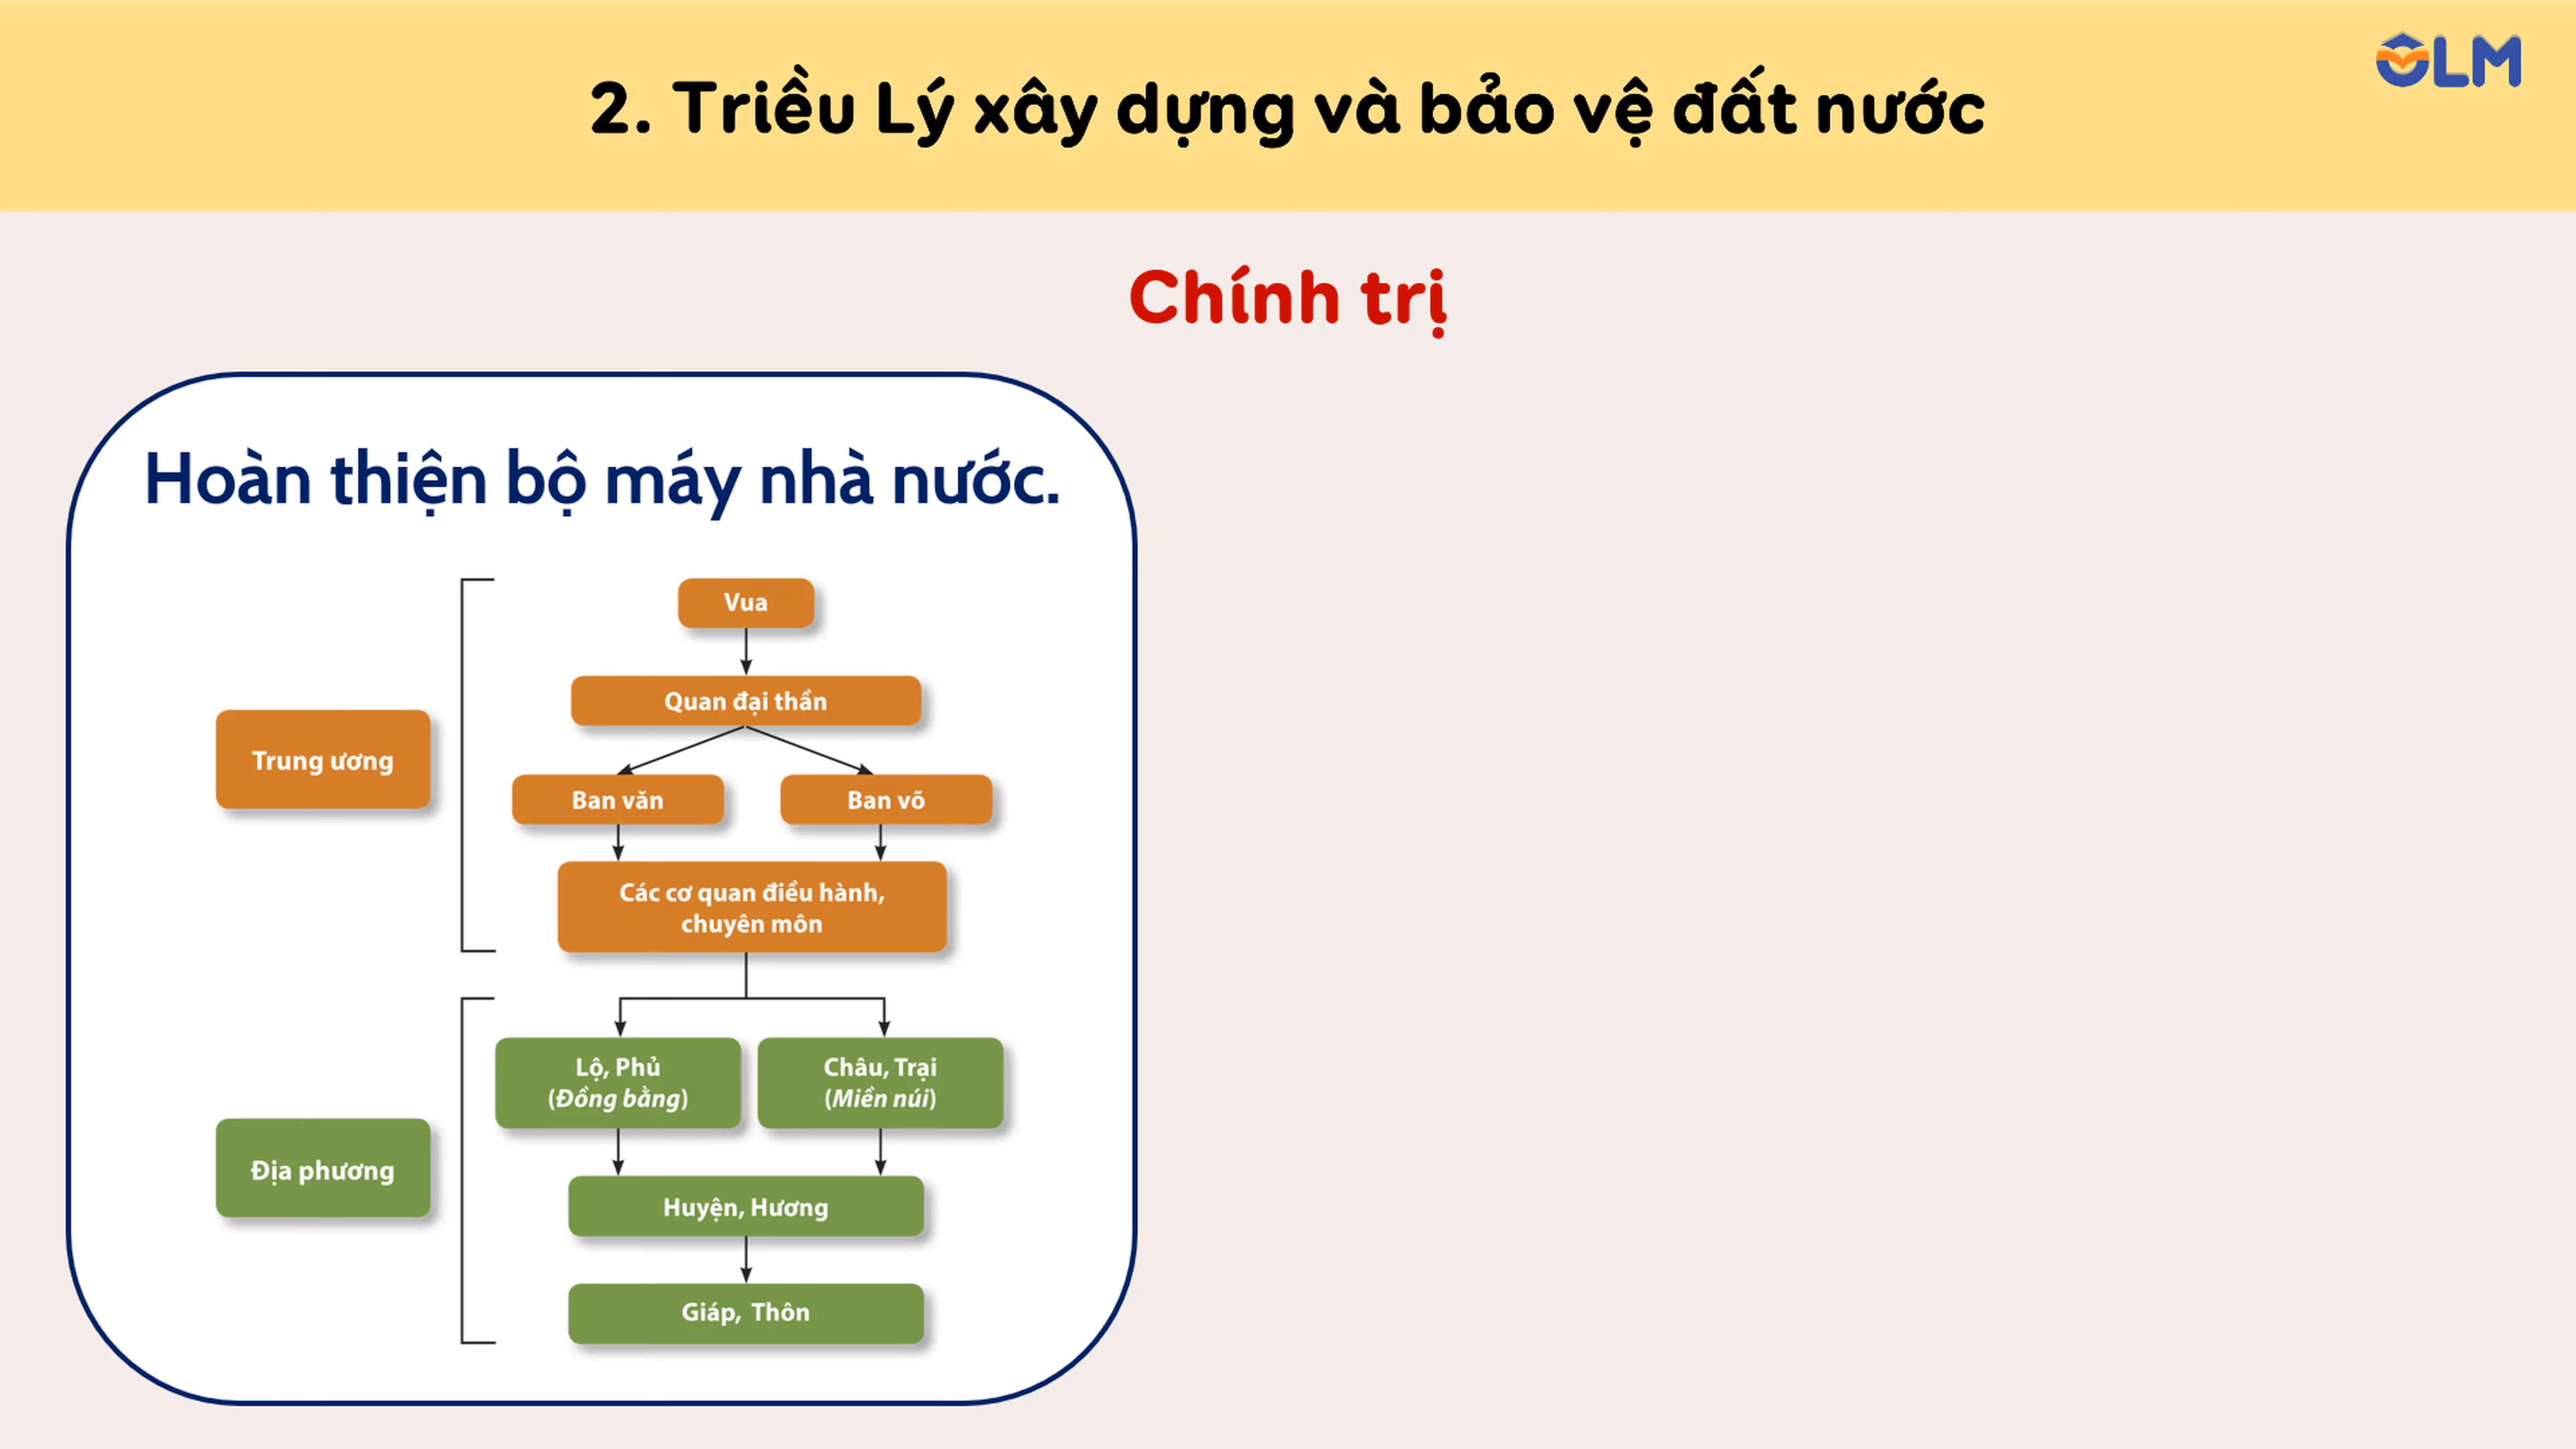 OLM
2. Triều Lý xây dựng và bảo vệ đất nước
Chính trị
Hoàn thiện bộ máy nhà nước.
Vua
Quan đại thần
Trung ương
Ban văn
Ban võ
Các cơ quan điều hành,
chuyên môn
Lộ, Phủ
(Đồng bằng)
Châu, Trại
(Miền núi)
Địa phương
Huyện, Hương
Giáp, Thôn